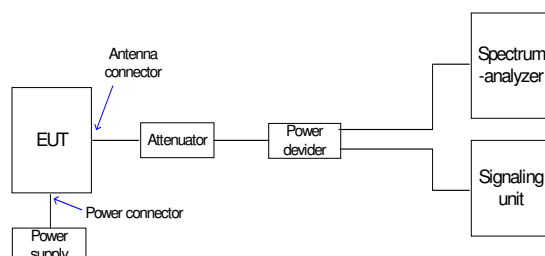 Antenna
connector
Spectrum
-analyzer
EUT
Attenuator
Power
devider
Signaling
unit
Power connector
Power
supply